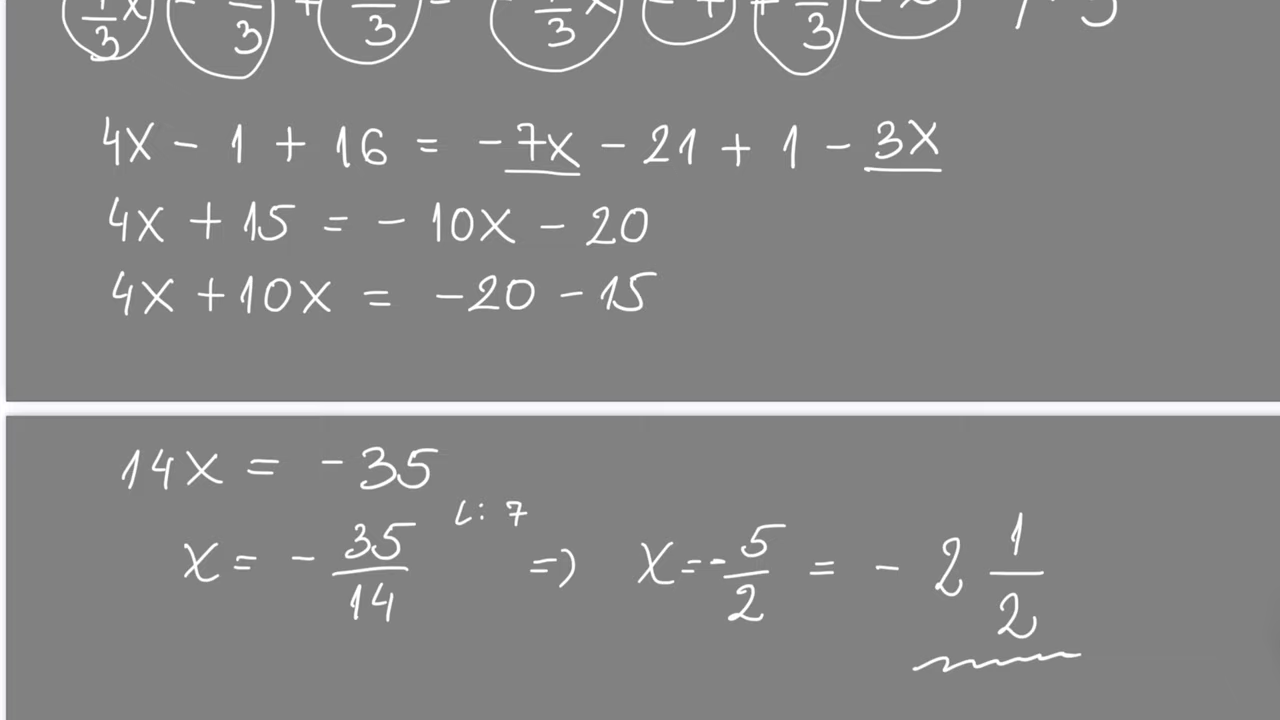 4x - 1 + 16 = - 7x - 21 + 1 - 3x
4x + 15 = - 10x - 20
4x + 10x = - 20 - 15
14x = - 35
x = - 35/14 L: 7 => x = - 5/2 = - 2 1/2